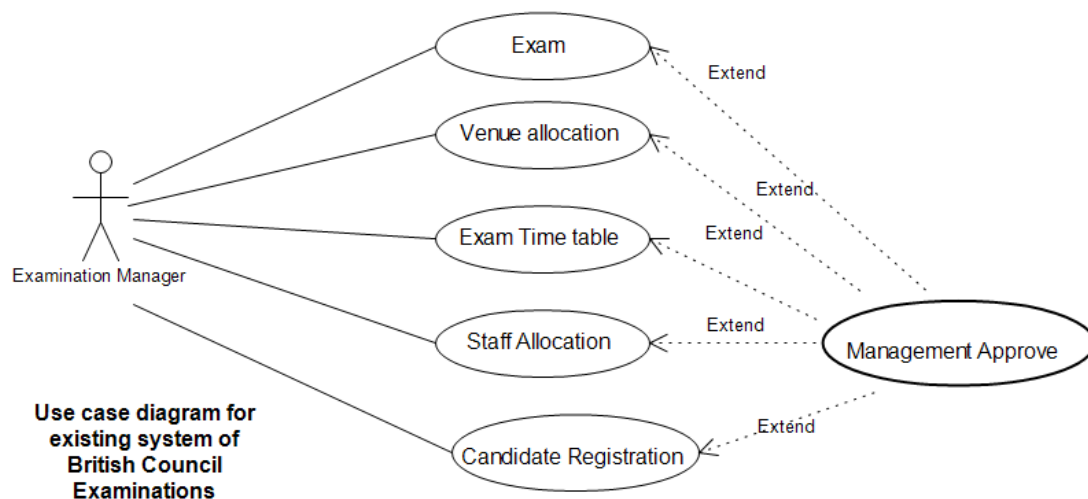 Exam
Extend
Venue allocation
Extend
Exam Time table
Extend
Examination Manager
Staff Allocation
Extend
Management Approve
Candidate Registration
Extend
Use case diagram for
existing system of
British Council
Examinations